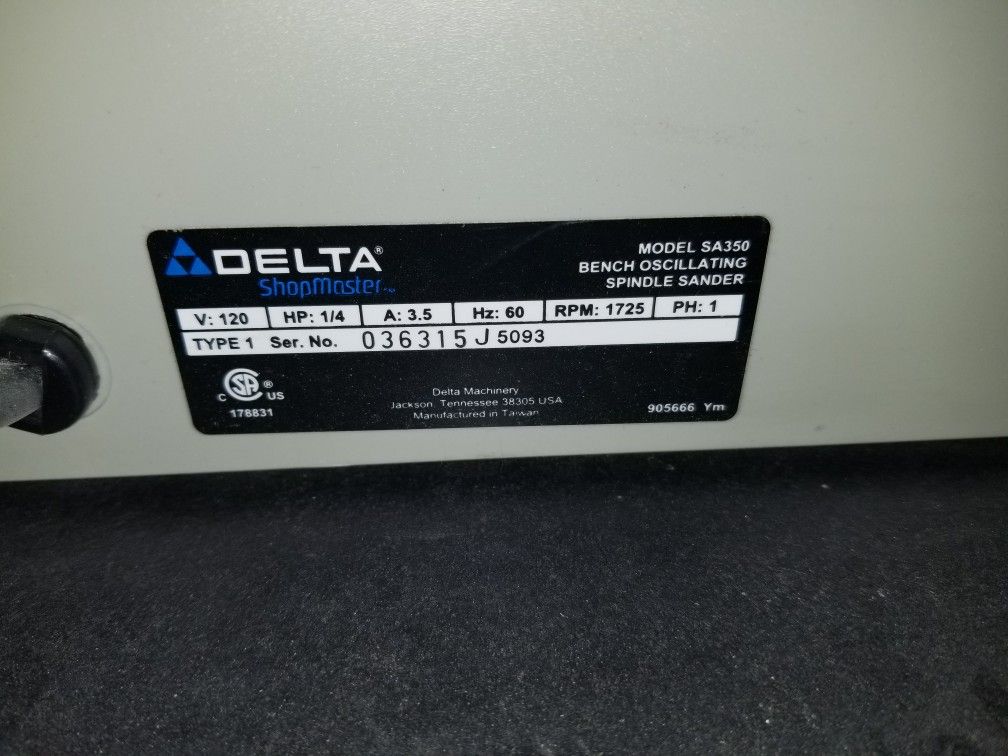 DELTA®
ShopMaster™
MODEL SA350
BENCH OSCILLATING
SPINDLE SANDER
V: 120 HP: 1/4 A: 3.5 Hz: 60 RPM: 1725 PH: 1
TYPE 1 Ser. No. 036315 J 5093
C SA ® US
178831
Delta Machinery
Jackson, Tennessee 38305 USA
Manufactured in Taiwan
905666 Ym